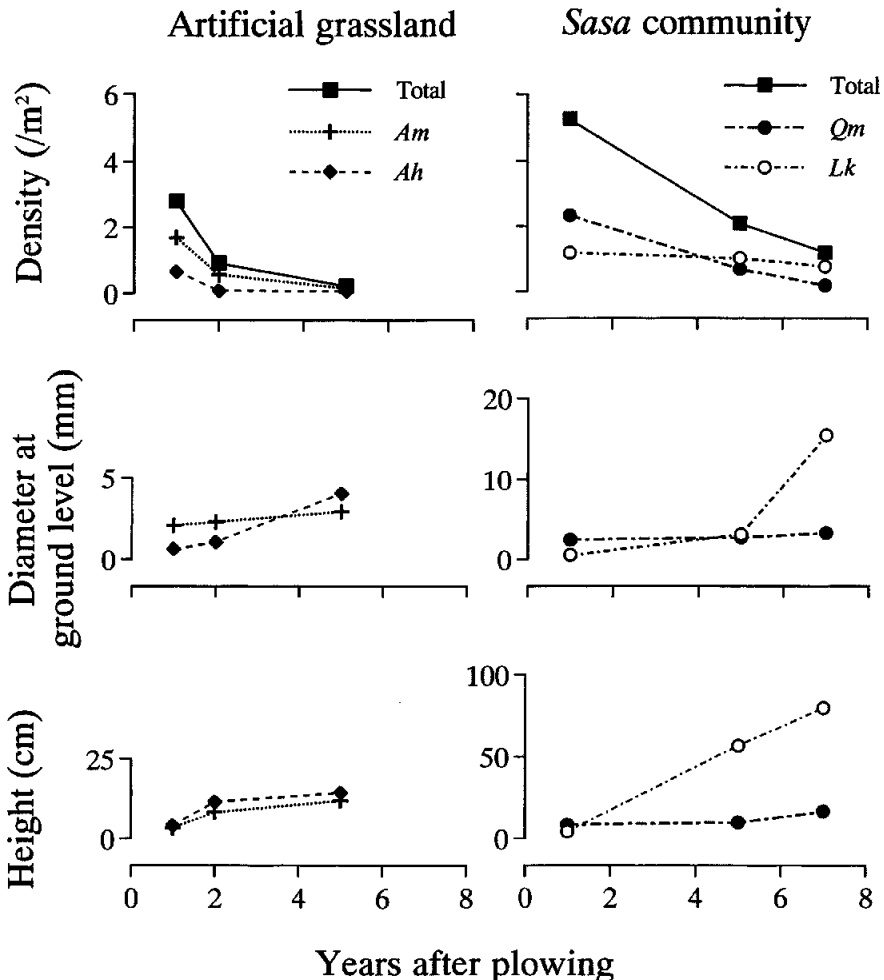 Artificial grassland
Sasa community
Density (/m²)
6
4
2
0
Total
Am
Ah
Total
Qm
Lk
Diameter at
ground level (mm)
5
0
20
10
0
Height (cm)
25
0
100
50
0
0 2 4 6 8
0 2 4 6 8
Years after plowing